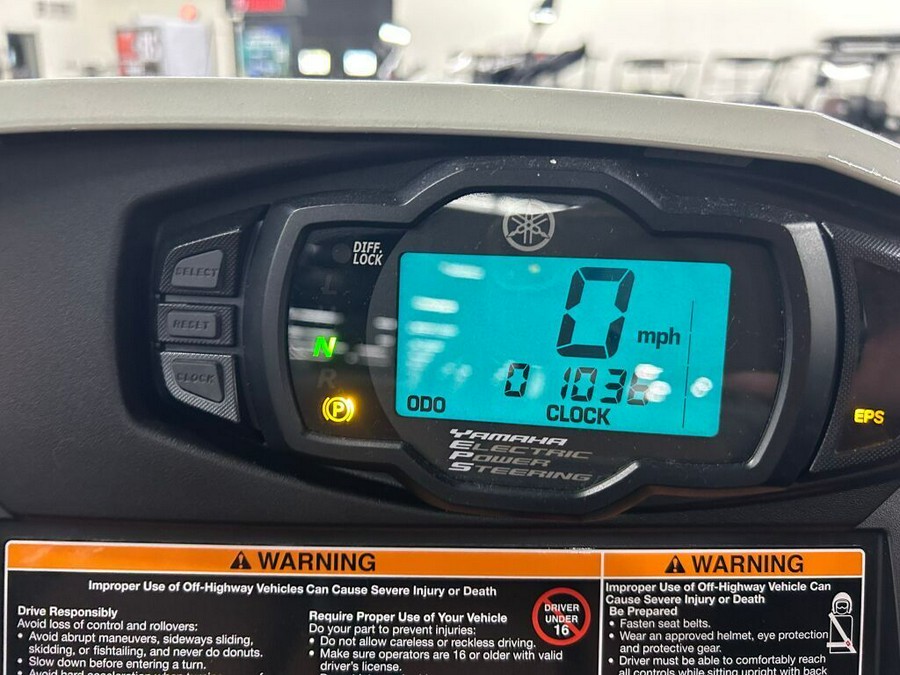 DIFF.
LOCK
SELECT
RESET
CLOCK
N
R
P
0
mph
0 1036
ODO
CLOCK
EPS
YAMAHA
ELECTRIC
POWER
STEERING
WARNING
Improper Use of Off-Highway Vehicles Can Cause Severe Injury or Death
Drive Responsibly
Avoid loss of control and rollovers:
• Avoid abrupt maneuvers, sideways sliding,
skidding, or fishtailing, and never do donuts.
• Slow down before entering a turn.
• Avoid hard acceleration when
Require Proper Use of Your Vehicle
Do your part to prevent injuries:
• Do not allow careless or reckless driving.
• Make sure operators are 16 or older with valid
driver's license.
DRIVER
UNDER
16
WARNING
Improper Use of Off-Highway Vehicle Can
Cause Severe Injury or Death
Be Prepared
• Fasten seat belts.
• Wear an approved helmet, eye protection
and protective gear.
• Driver must be able to comfortably reach
all controls while sitting upright with back